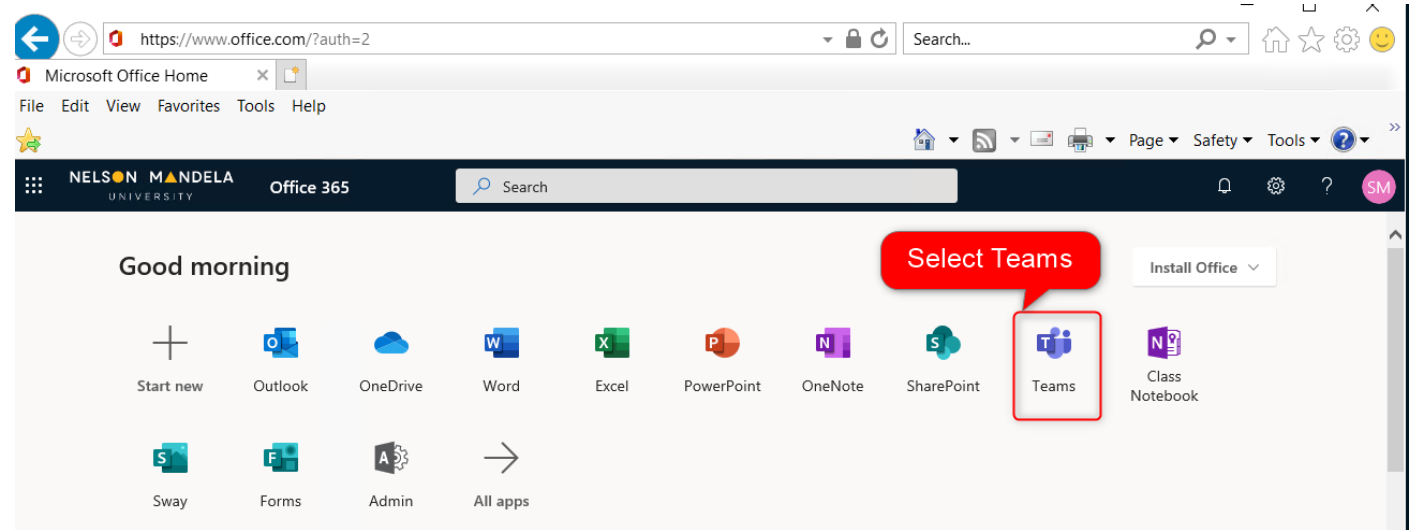 https://www.office.com/?auth=2
Search...
Microsoft Office Home
File Edit View Favorites Tools Help
Page Safety Tools
NELSON MANDELA
UNIVERSITY
Office 365
Search
?
SM
Good morning
Select Teams
Install Office
Start new
Outlook
OneDrive
Word
Excel
PowerPoint
OneNote
SharePoint
Teams
Class
Notebook
Sway
Forms
Admin
All apps